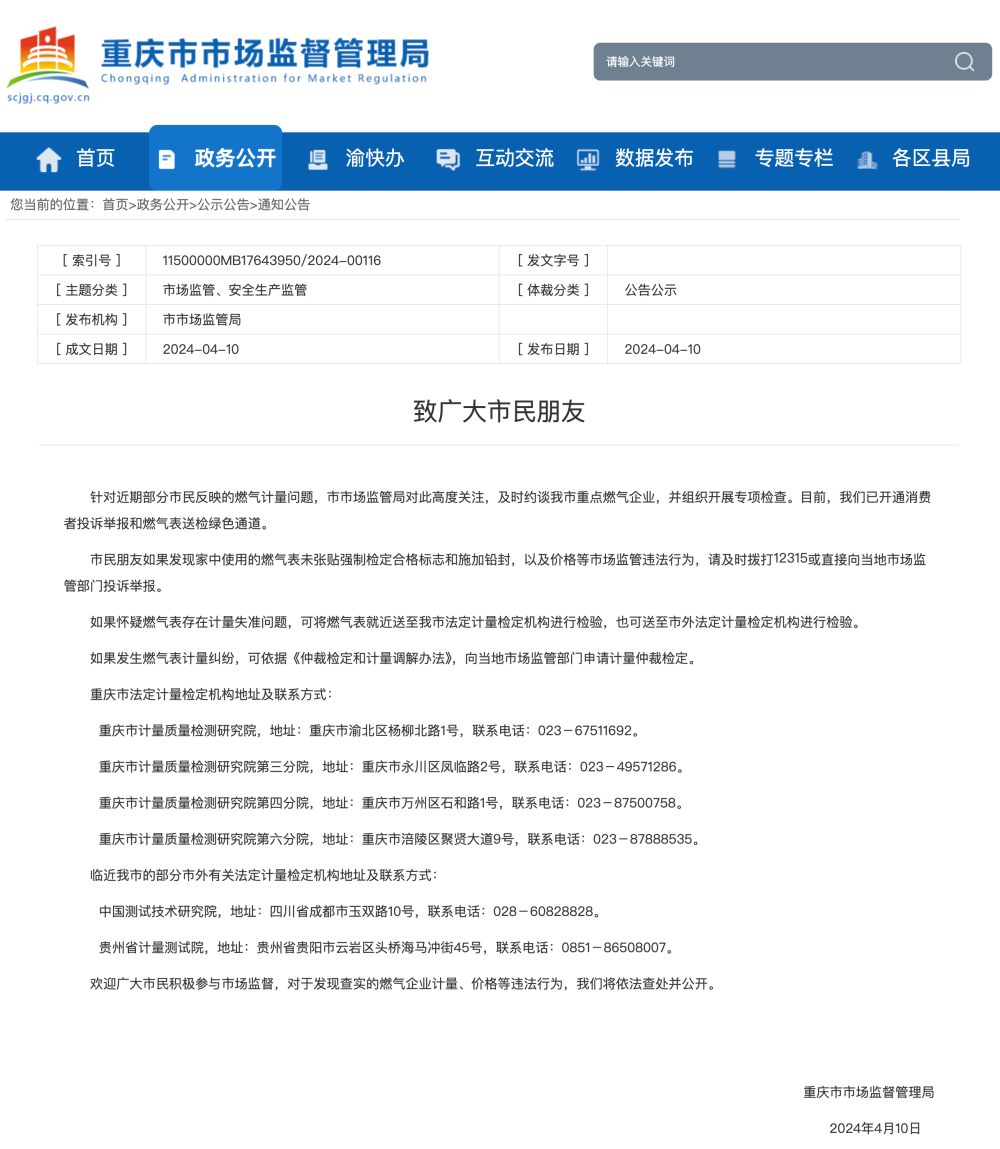 重庆市市场监督管理局
Chongqing Administration for Market Regulation
scjgj.cq.gov.cn
请输入关键词
首页 政务公开 渝快办 互动交流 数据发布 专题专栏 各区县局
您当前的位置：首页>政务公开>公示公告>通知公告
[ 索引号 ] 11500000MB17643950/2024-00116 [ 发文字号 ]
[ 主题分类 ] 市场监管、安全生产监管 [ 体裁分类 ] 公告公示
[ 发布机构 ] 市市场监管局
[ 成文日期 ] 2024-04-10 [ 发布日期 ] 2024-04-10
致广大市民朋友
针对近期部分市民反映的燃气计量问题，市市场监管局对此高度关注，及时约谈我市重点燃气企业，并组织开展专项检查。目前，我们已开通消费
者投诉举报和燃气表送检绿色通道。
市民朋友如果发现家中使用的燃气表未张贴强制检定合格标志和施加铅封，以及价格等市场监管违法行为，请及时拨打12315或直接向当地市场监
管部门投诉举报。
如果怀疑燃气表存在计量失准问题，可将燃气表就近送至我市法定计量检定机构进行检验，也可送至市外法定计量检定机构进行检验。
如果发生燃气表计量纠纷，可依据《仲裁检定和计量调解办法》，向当地市场监管部门申请计量仲裁检定。
重庆市法定计量检定机构地址及联系方式：
重庆市计量质量检测研究院，地址：重庆市渝北区杨柳北路1号，联系电话：023－67511692。
重庆市计量质量检测研究院第三分院，地址：重庆市永川区凤临路2号，联系电话：023－49571286。
重庆市计量质量检测研究院第四分院，地址：重庆市万州区石和路1号，联系电话：023－87500758。
重庆市计量质量检测研究院第六分院，地址：重庆市涪陵区聚贤大道9号，联系电话：023－87888535。
临近我市的部分市外有关法定计量检定机构地址及联系方式：
中国测试技术研究院，地址：四川省成都市玉双路10号，联系电话：028－60828828。
贵州省计量测试院，地址：贵州省贵阳市云岩区头桥海马冲街45号，联系电话：0851－86508007。
欢迎广大市民积极参与市场监督，对于发现查实的燃气企业计量、价格等违法行为，我们将依法查处并公开。
重庆市市场监督管理局
2024年4月10日